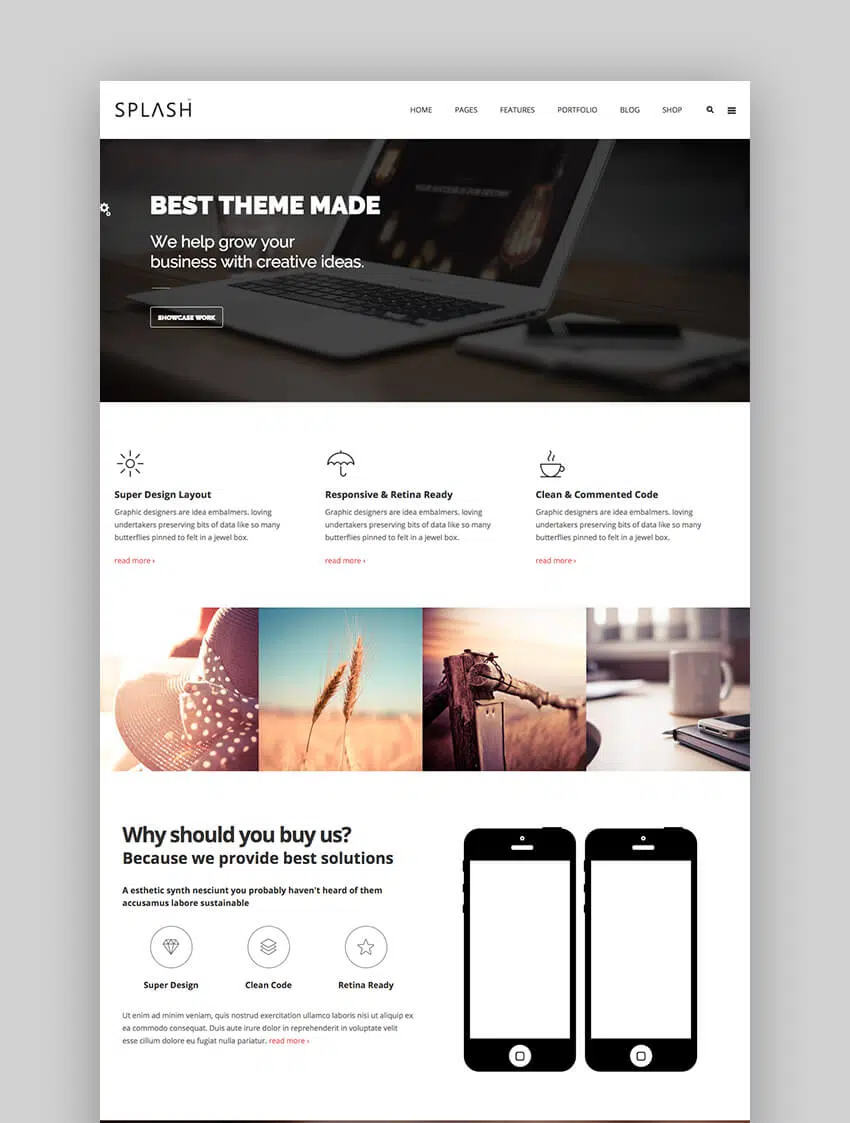 SPLASH
HOME PAGES FEATURES PORTFOLIO BLOG SHOP
BEST THEME MADE
We help grow your
business with creative ideas.
SHOWCASE WORK
Super Design Layout
Graphic designers are idea embalmers, loving
undertakers preserving bits of data like so many
butterflies pinned to felt in a jewel box.
read more ›
Responsive & Retina Ready
Graphic designers are idea embalmers, loving
undertakers preserving bits of data like so many
butterflies pinned to felt in a jewel box.
read more ›
Clean & Commented Code
Graphic designers are idea embalmers, loving
undertakers preserving bits of data like so many
butterflies pinned to felt in a jewel box.
read more ›
Why should you buy us?
Because we provide best solutions
A esthetic synth nesciunt you probably haven't heard of them
accusamus labore sustainable
Super Design Clean Code Retina Ready
Ut enim ad minim veniam, quis nostrud exercitation ullamco laboris nisi ut aliquip ex
ea commodo consequat. Duis aute irure dolor in reprehenderit in voluptate velit
esse cillum dolore eu fugiat nulla pariatur. read more ›